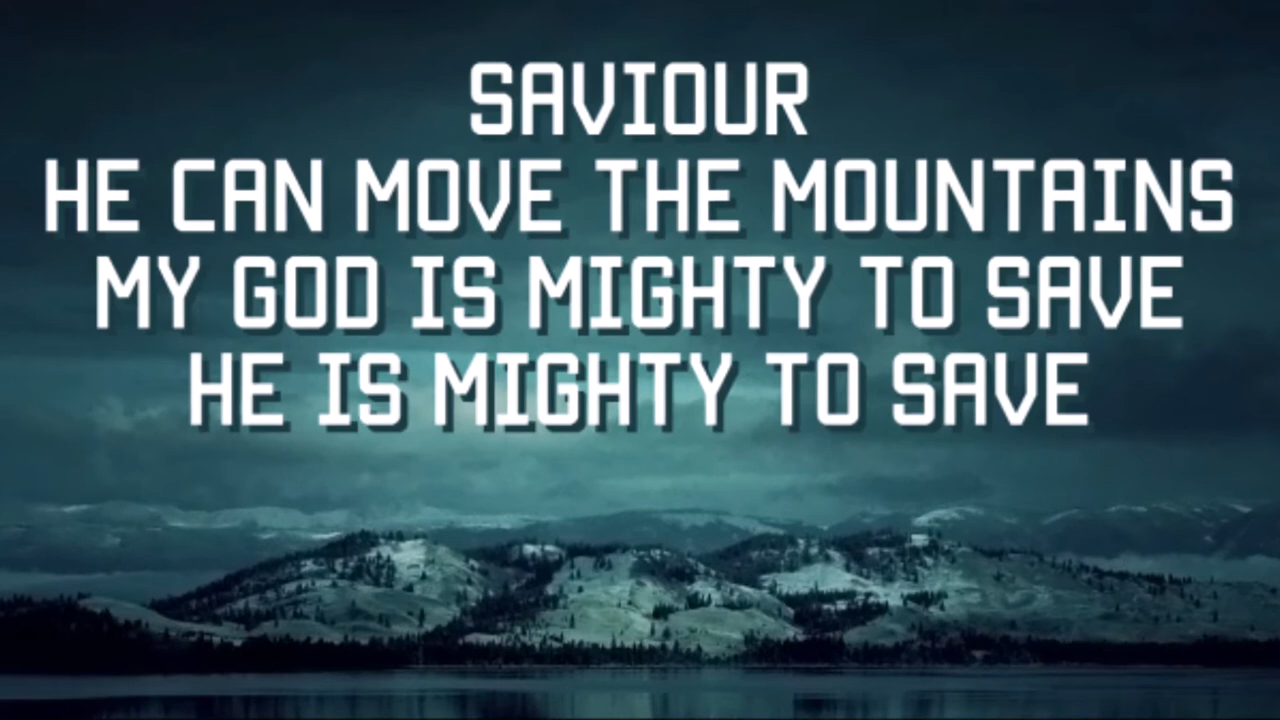 SAVIOUR
HE CAN MOVE THE MOUNTAINS
MY GOD IS MIGHTY TO SAVE
HE IS MIGHTY TO SAVE